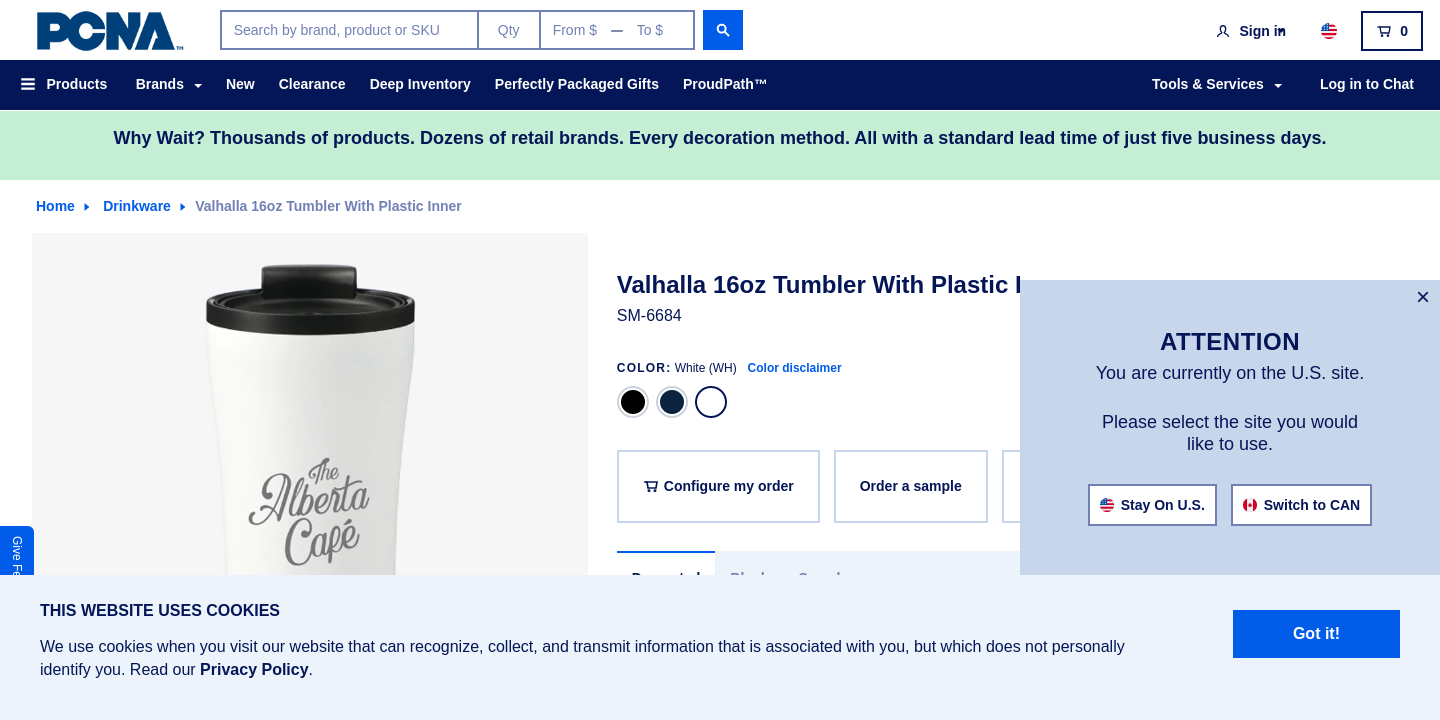 PCNA™
Search by brand, product or SKU
Qty
From $ — To $
Sign in
0
Products
Brands
New
Clearance
Deep Inventory
Perfectly Packaged Gifts
ProudPath™
Tools & Services
Log in to Chat
Why Wait? Thousands of products. Dozens of retail brands. Every decoration method. All with a standard lead time of just five business days.
Home
Drinkware
Valhalla 16oz Tumbler With Plastic Inner
The
Alberta
Café
Valhalla 16oz Tumbler With Plastic
SM-6684
COLOR: White (WH) Color disclaimer
Configure my order
Order a sample
ATTENTION
You are currently on the U.S. site.
Please select the site you would
like to use.
Stay On U.S.
Switch to CAN
Give
THIS WEBSITE USES COOKIES
We use cookies when you visit our website that can recognize, collect, and transmit information that is associated with you, but which does not personally
identify you. Read our Privacy Policy.
Got it!